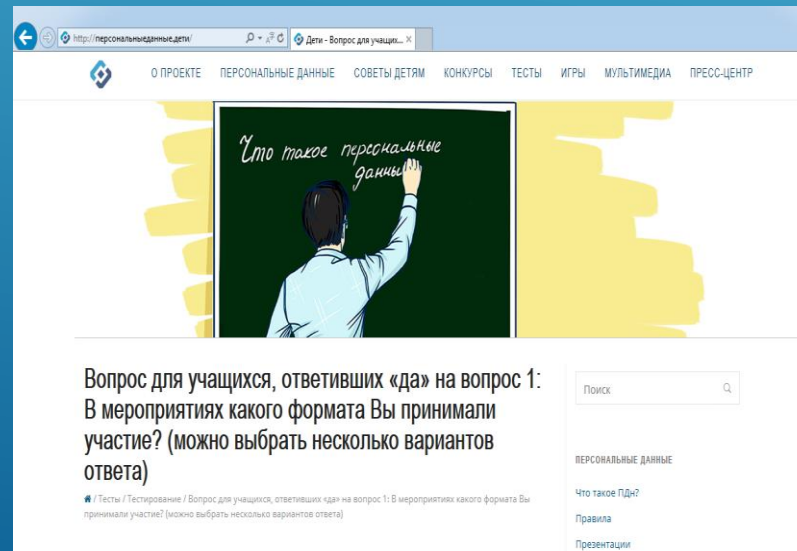 http://персональныеданные.дети/
Дети - Вопрос для учащих...
О ПРОЕКТЕ ПЕРСОНАЛЬНЫЕ ДАННЫЕ СОВЕТЫ ДЕТЯМ КОНКУРСЫ ТЕСТЫ ИГРЫ МУЛЬТИМЕДИА ПРЕСС-ЦЕНТР
Что такое персональные
данны
Вопрос для учащихся, ответивших «да» на вопрос 1:
В мероприятиях какого формата Вы принимали
участие? (можно выбрать несколько вариантов
ответа)
/ Тесты / Тестирование / Вопрос для учащихся, ответивших «да» на вопрос 1: В мероприятиях какого формата Вы
принимали участие? (можно выбрать несколько вариантов ответа)
Поиск
ПЕРСОНАЛЬНЫЕ ДАННЫЕ
Что такое ПДн?
Правила
Презентации